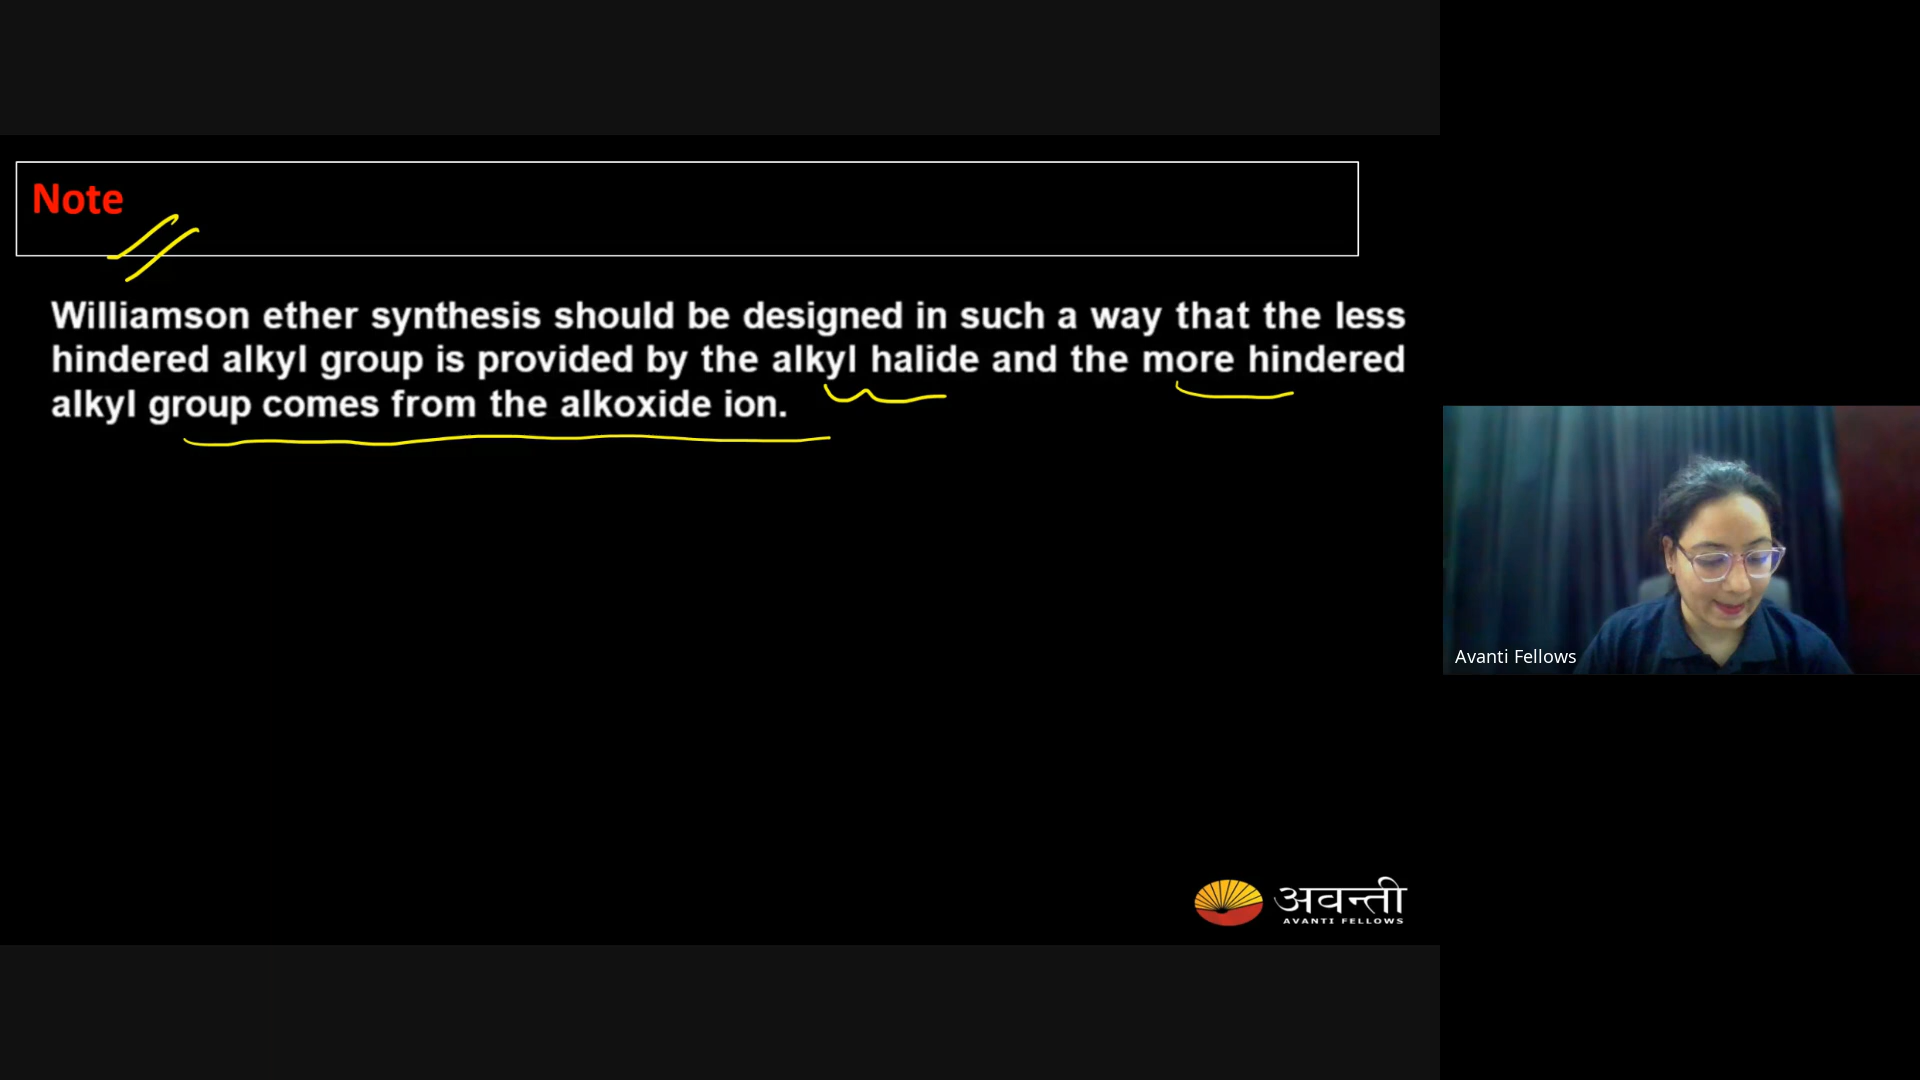 Note
Williamson ether synthesis should be designed in such a way that the less
hindered alkyl group is provided by the alkyl halide and the more hindered
alkyl group comes from the alkoxide ion.
Avanti Fellows
अवन्ती
AVANTI FELLOWS